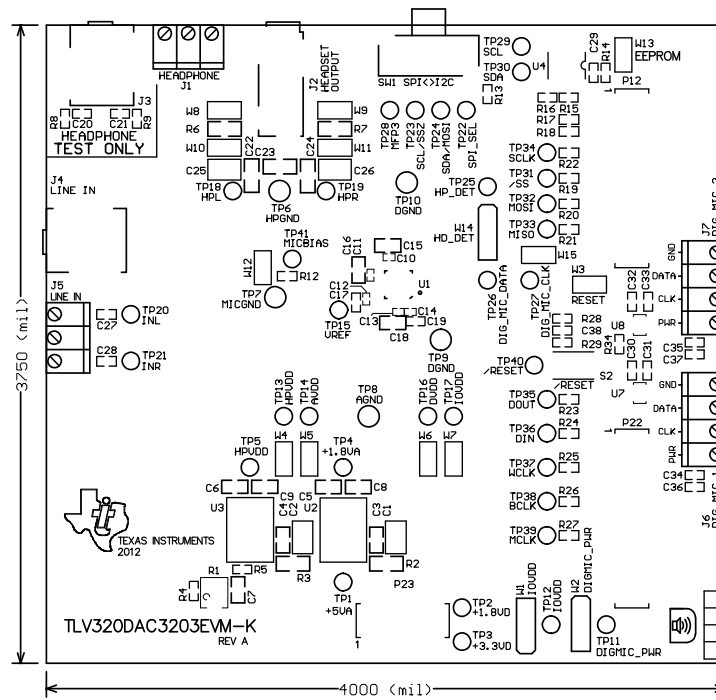 TP29
SCL
C29
R14
W13
EEPROM
TP30
SDA
U4
P12
HEADPHONE
J1
J2
HEADSET
OUTPUT
SW1 SPI<>I2C
R13
R16
R15
R17
R18
J3
R8
C20
C21
R9
HEADPHONE
TEST ONLY
W8
W9
R6
R7
W10
W11
C22
C23
C24
C25
C26
TP28
MFP3
TP23
SCL/SSZ
TP24
SDA/MOSI
TP22
SPI_SEL
TP34
SCLK
R22
TP31
/SS
R19
TP32
MOSI
R20
TP33
MISO
R21
J4
LINE IN
TP18
HPL
TP6
HPGND
TP19
HPR
TP10
DGND
TP25
HP_DET
W14
HD_DET
W15
J7
DIG_MIC_2
GND
DATA
CLK
PWR
TP41
MICBIAS
W12
R12
C16
C11
C15
C10
U1
C12
C17
C13
C14
C18
C19
TP7
MICGND
TP15
VREF
TP26
DIG_MIC_DATA
TP27
DIG_MIC_CLK
W3
RESET
C32
C33
J5
LINE IN
C27
TP20
INL
C28
TP21
INR
TP9
DGND
R28
C38
R29
U8
R34
C30
C31
C35
C37
TP40
/RESET
/RESET
S2
U7
GND
DATA
CLK
PWR
TP13
HPVDD
TP14
AVDD
TP8
AGND
TP16
DVDD
TP17
IOVDD
TP35
DOUT
R23
TP36
DIN
R24
P22
W4
W5
W6
W7
TP5
HPVDD
TP4
+1.8VA
TP37
WCLK
R25
C34
C36
J6
DIG_MIC_1
C6
C9
C5
C8
U3
C4
C2
U2
C3
C1
TP38
BCLK
R26
TP39
MCLK
R27
TEXAS INSTRUMENTS
2012
R5
R3
R2
R1
R4
C7
P23
TP1
+5VA
1
TP2
+1.8VD
TP3
+3.3VD
W1
IOVDD
TP12
IOVDD
W2
DIGMIC_PWR
TP11
DIGMIC_PWR
TLV320DAC3203EVM-K
REV A
3750 (mil)
4000 (mil)